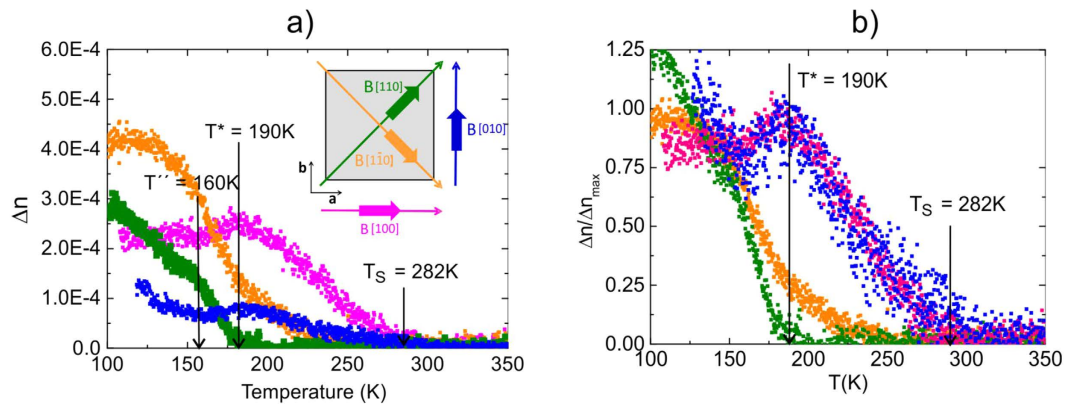 a)
b)
Δn
6.0E-4
5.0E-4
4.0E-4
3.0E-4
2.0E-4
1.0E-4
0.0
T* = 190K
T´´ = 160K
T_S = 282K
B [110]
B [11̄0]
B [010]
B [100]
b
a
100 150 200 250 300 350
Temperature (K)
Δn/Δn_max
1.25
1.00
0.75
0.50
0.25
0.00
T* = 190K
T_S = 282K
100 150 200 250 300 350
T(K)